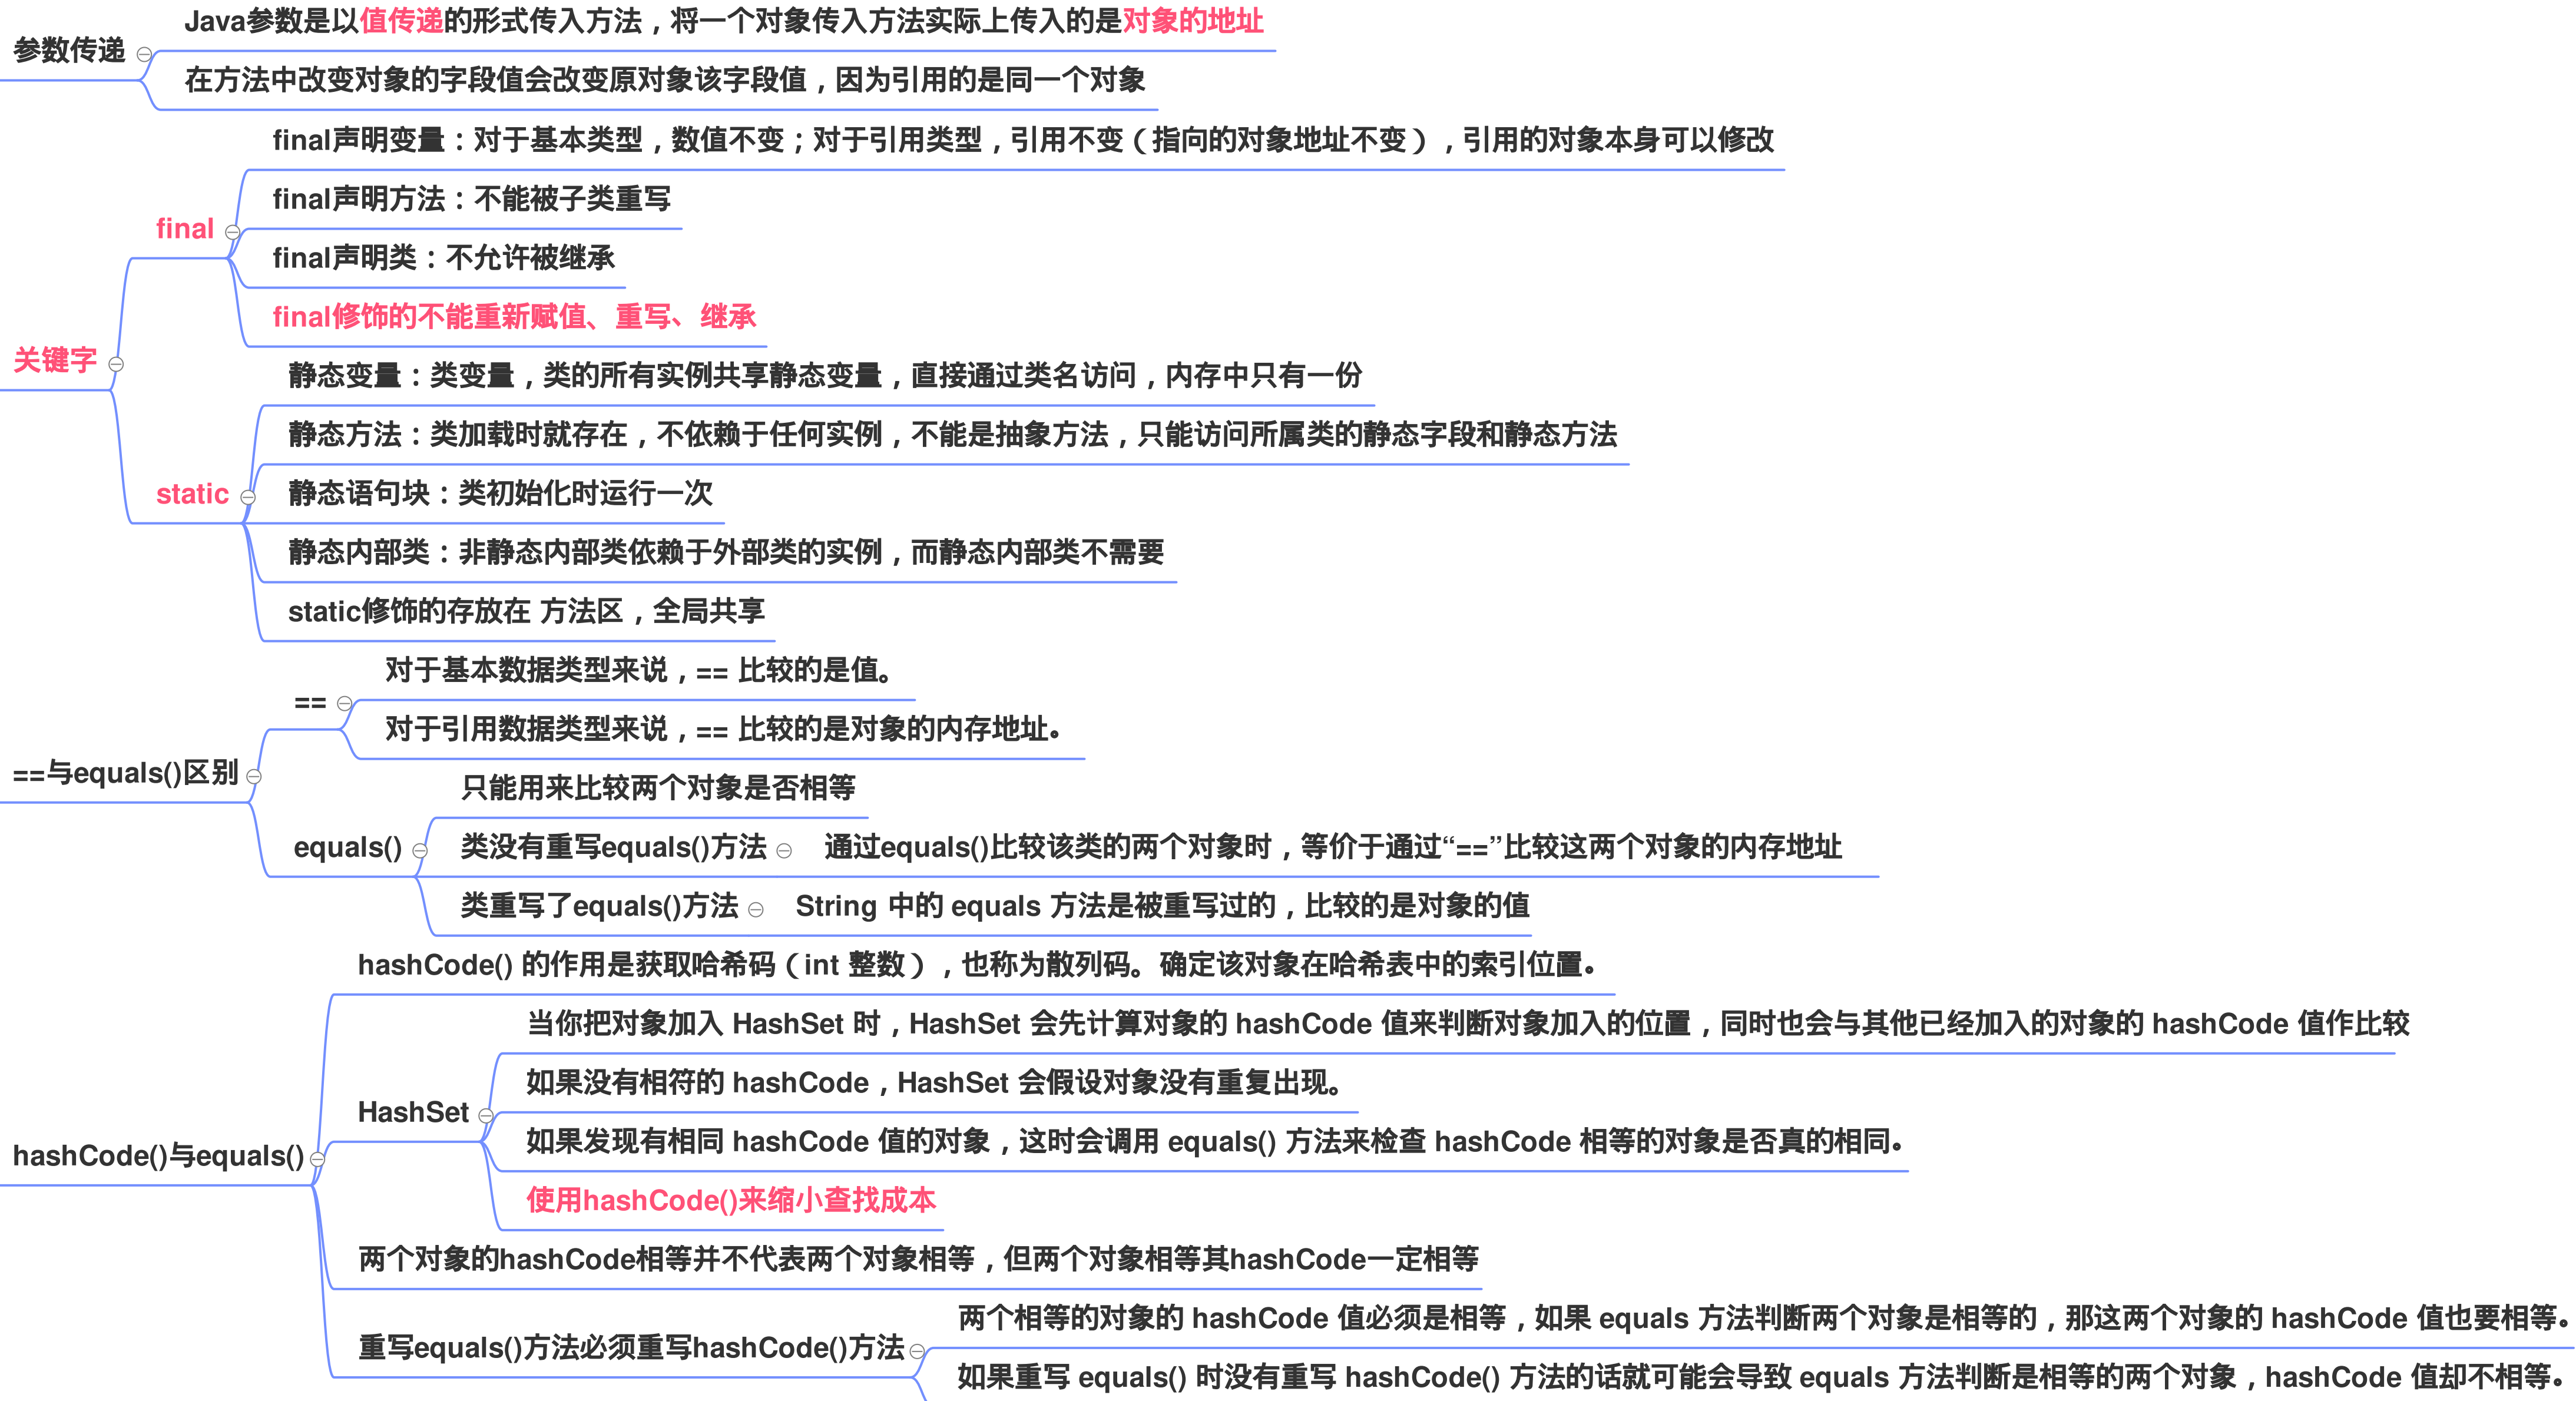 参数传递
Java参数是以值传递的形式传入方法，将一个对象传入方法实际上传入的是对象的地址
在方法中改变对象的字段值会改变原对象该字段值，因为引用的是同一个对象
关键字
final
final声明变量：对于基本类型，数值不变；对于引用类型，引用不变（指向的对象地址不变），引用的对象本身可以修改
final声明方法：不能被子类重写
final声明类：不允许被继承
final修饰的不能重新赋值、重写、继承
static
静态变量：类变量，类的所有实例共享静态变量，直接通过类名访问，内存中只有一份
静态方法：类加载时就存在，不依赖于任何实例，不能是抽象方法，只能访问所属类的静态字段和静态方法
静态语句块：类初始化时运行一次
静态内部类：非静态内部类依赖于外部类的实例，而静态内部类不需要
static修饰的存放在 方法区，全局共享
==与equals()区别
==
对于基本数据类型来说，== 比较的是值。
对于引用数据类型来说，== 比较的是对象的内存地址。
equals()
只能用来比较两个对象是否相等
类没有重写equals()方法
通过equals()比较该类的两个对象时，等价于通过“==”比较这两个对象的内存地址
类重写了equals()方法
String 中的 equals 方法是被重写过的，比较的是对象的值
hashCode()与equals()
hashCode() 的作用是获取哈希码（int 整数），也称为散列码。确定该对象在哈希表中的索引位置。
HashSet
当你把对象加入 HashSet 时，HashSet 会先计算对象的 hashCode 值来判断对象加入的位置，同时也会与其他已经加入的对象的 hashCode 值作比较
如果没有相符的 hashCode，HashSet 会假设对象没有重复出现。
如果发现有相同 hashCode 值的对象，这时会调用 equals() 方法来检查 hashCode 相等的对象是否真的相同。
使用hashCode()来缩小查找成本
两个对象的hashCode相等并不代表两个对象相等，但两个对象相等其hashCode一定相等
重写equals()方法必须重写hashCode()方法
两个相等的对象的 hashCode 值必须是相等，如果 equals 方法判断两个对象是相等的，那这两个对象的 hashCode 值也要相等。
如果重写 equals() 时没有重写 hashCode() 方法的话就可能会导致 equals 方法判断是相等的两个对象，hashCode 值却不相等。